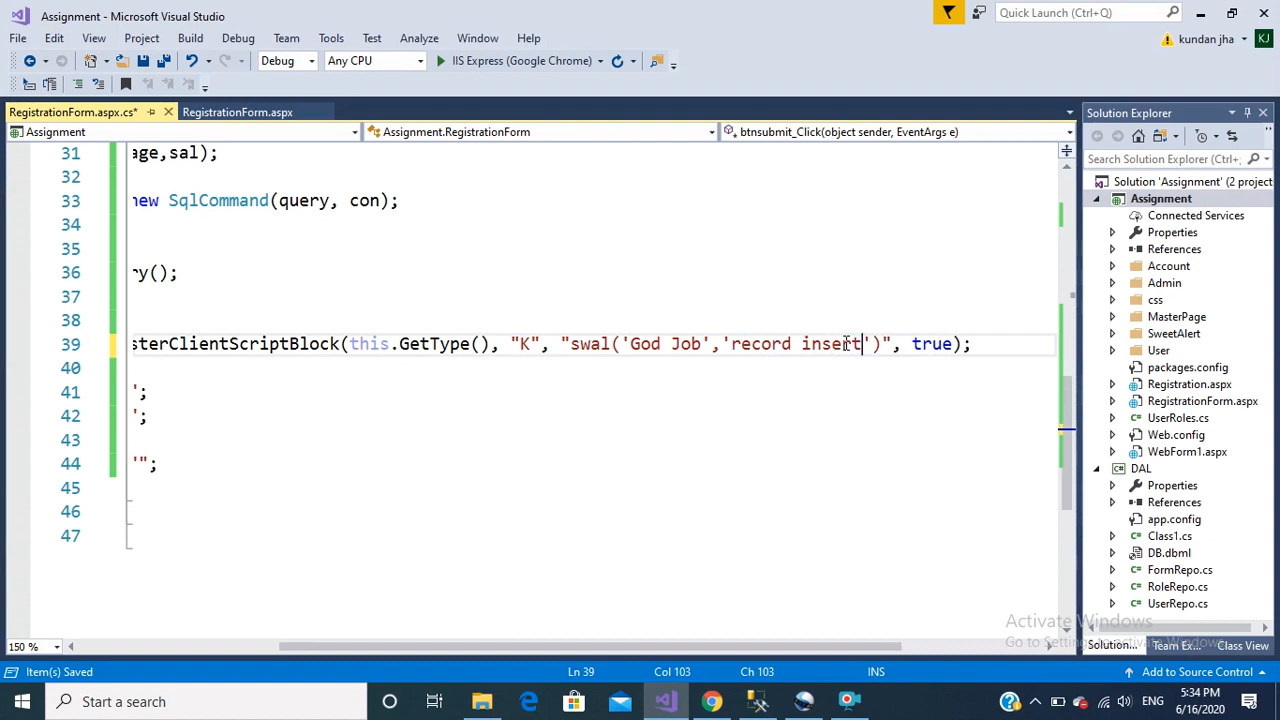 Assignment - Microsoft Visual Studio
Quick Launch (Ctrl+Q)
File Edit View Project Build Debug Team Tools Test Analyze Window Help
kundan jha
KJ
Debug
Any CPU
IIS Express (Google Chrome)
RegistrationForm.aspx.cs*
RegistrationForm.aspx
Assignment
Assignment.RegistrationForm
btnsubmit_Click(object sender, EventArgs e)
31 age,sal);
32
33 new SqlCommand(query, con);
34
35
36 ry();
37
38
39 sterClientScriptBlock(this.GetType(), "K", "swal('God Job','record insert')", true);
40
41 ';
42 ';
43
44 '";
45
46
47
150 %
Solution Explorer
Search Solution Explorer (Ctrl+
Solution 'Assignment' (2 project
Assignment
Connected Services
Properties
References
Account
Admin
css
MasterPage
SweetAlert
User
packages.config
Registration.aspx
RegistrationForm.aspx
UserRoles.cs
Web.config
WebForm1.aspx
DAL
Properties
References
app.config
Class1.cs
DB.dbml
FormRepo.cs
RoleRepo.cs
UserRepo.cs
Activate Windows
Go to Settings to activate Windows.
Solution... Team Ex... Class View
Item(s) Saved
Ln 39
Col 103
Ch 103
INS
Add to Source Control
Start a search
5:34 PM
6/16/2020